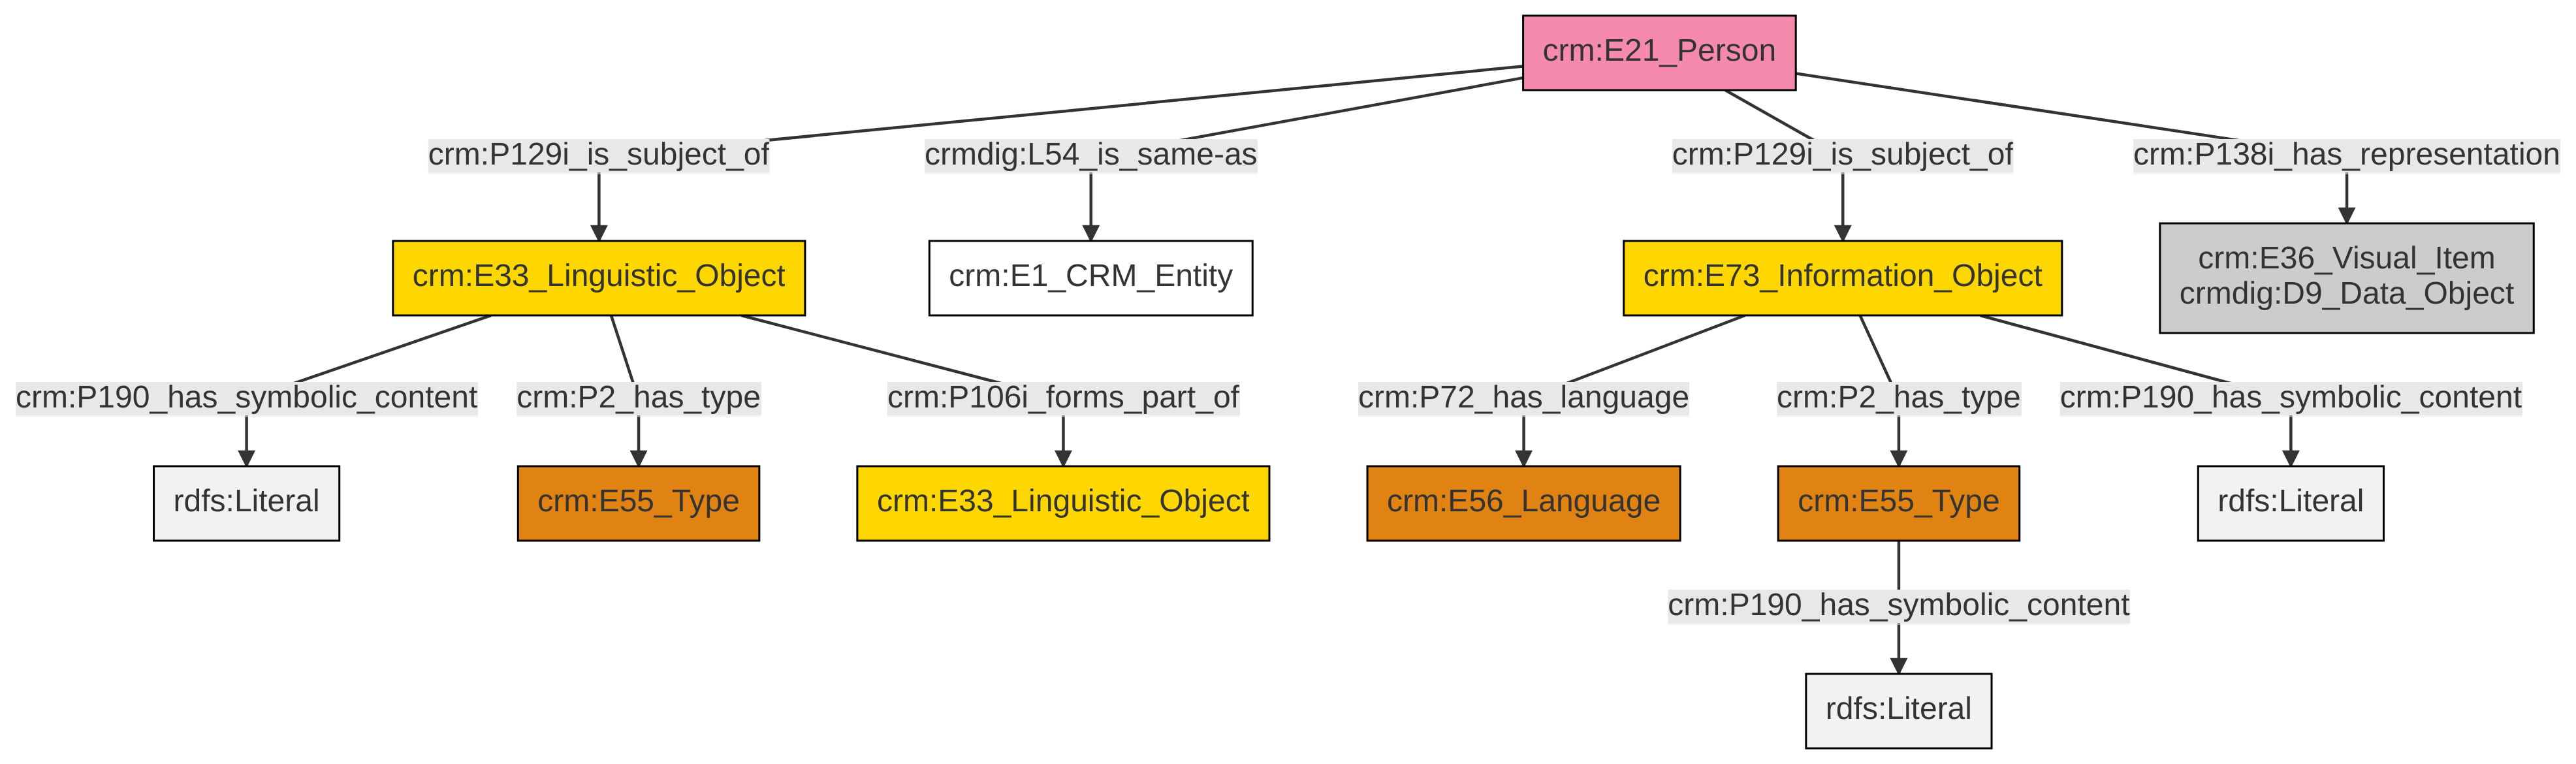 crm:E21_Person
crm:P129i_is_subject_of
crmdig:L54_is_same-as
crm:P129i_is_subject_of
crm:P138i_has_representation
crm:E33_Linguistic_Object
crm:E1_CRM_Entity
crm:E73_Information_Object
crm:E36_Visual_Item
crmdig:D9_Data_Object
crm:P190_has_symbolic_content
crm:P2_has_type
crm:P106i_forms_part_of
crm:P72_has_language
crm:P2_has_type
crm:P190_has_symbolic_content
rdfs:Literal
crm:E55_Type
crm:E33_Linguistic_Object
crm:E56_Language
crm:E55_Type
rdfs:Literal
crm:P190_has_symbolic_content
rdfs:Literal